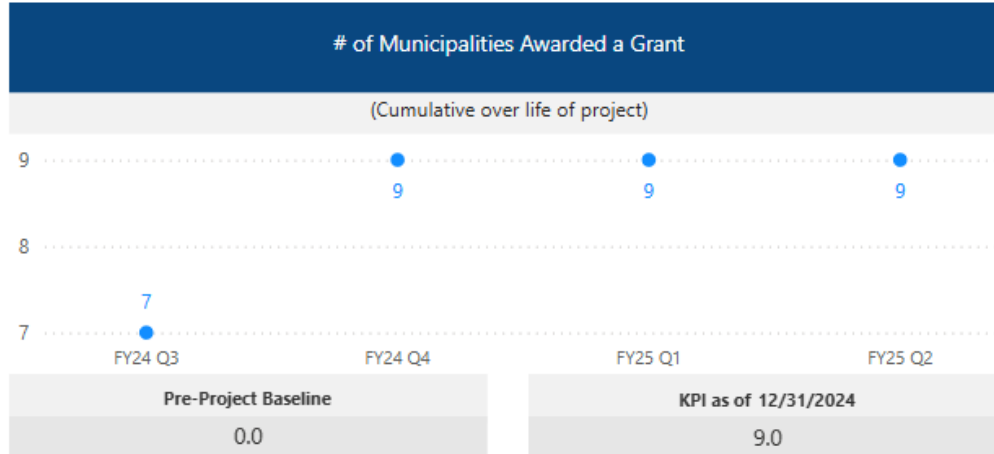 # of Municipalities Awarded a Grant
(Cumulative over life of project)
9
9
9
9
8
7
7
FY24 Q3
FY24 Q4
FY25 Q1
FY25 Q2
Pre-Project Baseline
KPI as of 12/31/2024
0.0
9.0